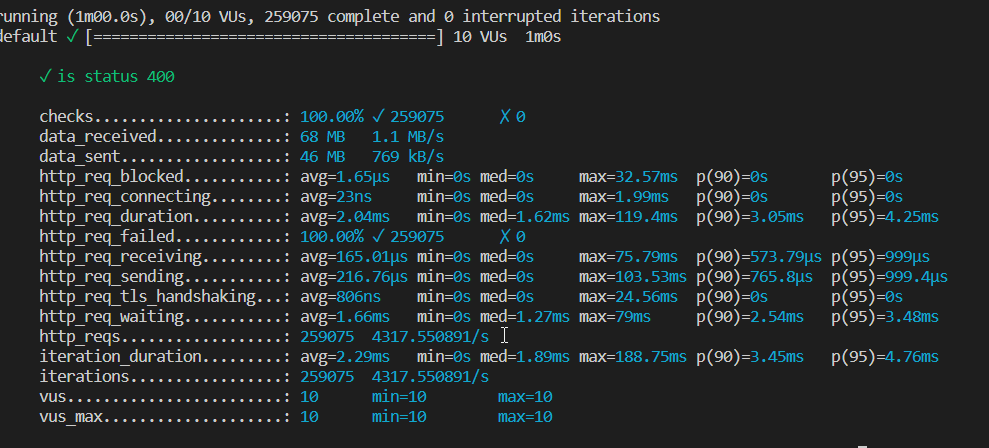 running (1m00.0s), 00/10 VUs, 259075 complete and 0 interrupted iterations
default ✓ [======================================] 10 VUs  1m0s
✓ is status 400
checks.........................: 100.00% ✓ 259075      ✗ 0
data_received..................: 68 MB   1.1 MB/s
data_sent......................: 46 MB   769 kB/s
http_req_blocked...............: avg=1.65µs   min=0s med=0s     max=32.57ms  p(90)=0s       p(95)=0s
http_req_connecting............: avg=23ns     min=0s med=0s     max=1.99ms   p(90)=0s       p(95)=0s
http_req_duration..............: avg=2.04ms   min=0s med=1.62ms max=119.4ms  p(90)=3.05ms   p(95)=4.25ms
http_req_failed................: 100.00% ✓ 259075      ✗ 0
http_req_receiving.............: avg=165.01µs min=0s med=0s     max=75.79ms  p(90)=573.79µs p(95)=999µs
http_req_sending...............: avg=216.76µs min=0s med=0s     max=103.53ms p(90)=765.8µs  p(95)=999.4µs
http_req_tls_handshaking.......: avg=806ns    min=0s med=0s     max=24.56ms  p(90)=0s       p(95)=0s
http_req_waiting...............: avg=1.66ms   min=0s med=1.27ms max=79ms     p(90)=2.54ms   p(95)=3.48ms
http_reqs......................: 259075  4317.550891/s
iteration_duration.............: avg=2.29ms   min=0s med=1.89ms max=188.75ms p(90)=3.45ms   p(95)=4.76ms
iterations.....................: 259075  4317.550891/s
vus............................: 10      min=10        max=10
vus_max........................: 10      min=10        max=10